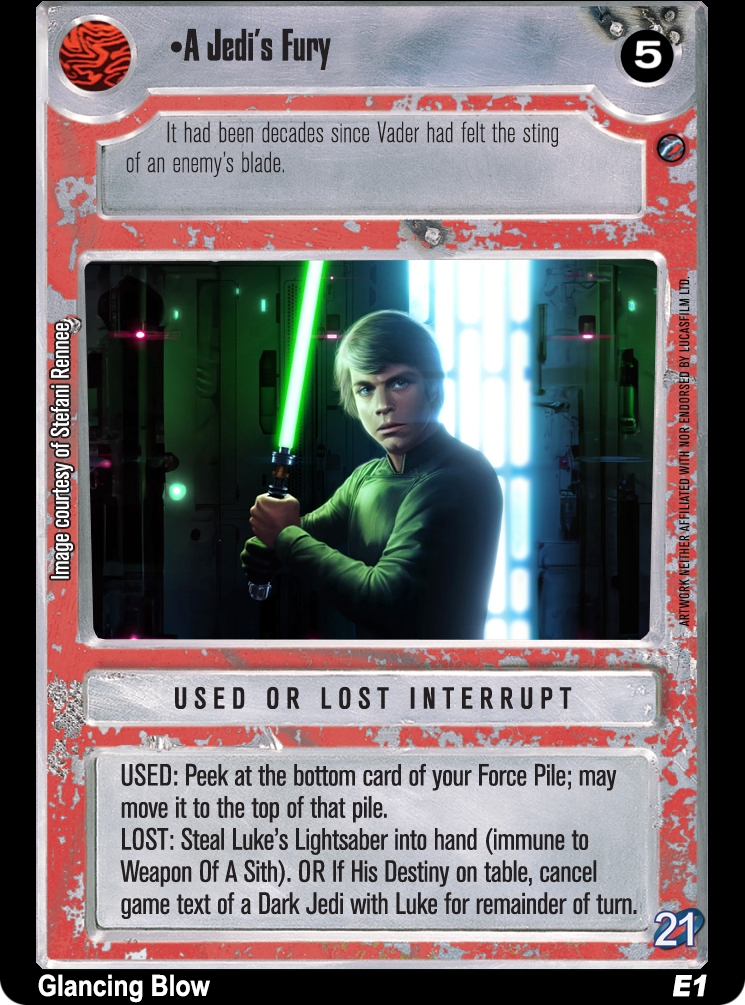 •A Jedi's Fury
5
It had been decades since Vader had felt the sting
of an enemy's blade.
Image courtesy of Stefani Rennee
ARTWORK NEITHER AFFILIATED WITH NOR ENDORSED BY LUCASFILM LTD.
USED OR LOST INTERRUPT
USED: Peek at the bottom card of your Force Pile; may
move it to the top of that pile.
LOST: Steal Luke's Lightsaber into hand (immune to
Weapon Of A Sith). OR If His Destiny on table, cancel
game text of a Dark Jedi with Luke for remainder of turn.
21
Glancing Blow
E1